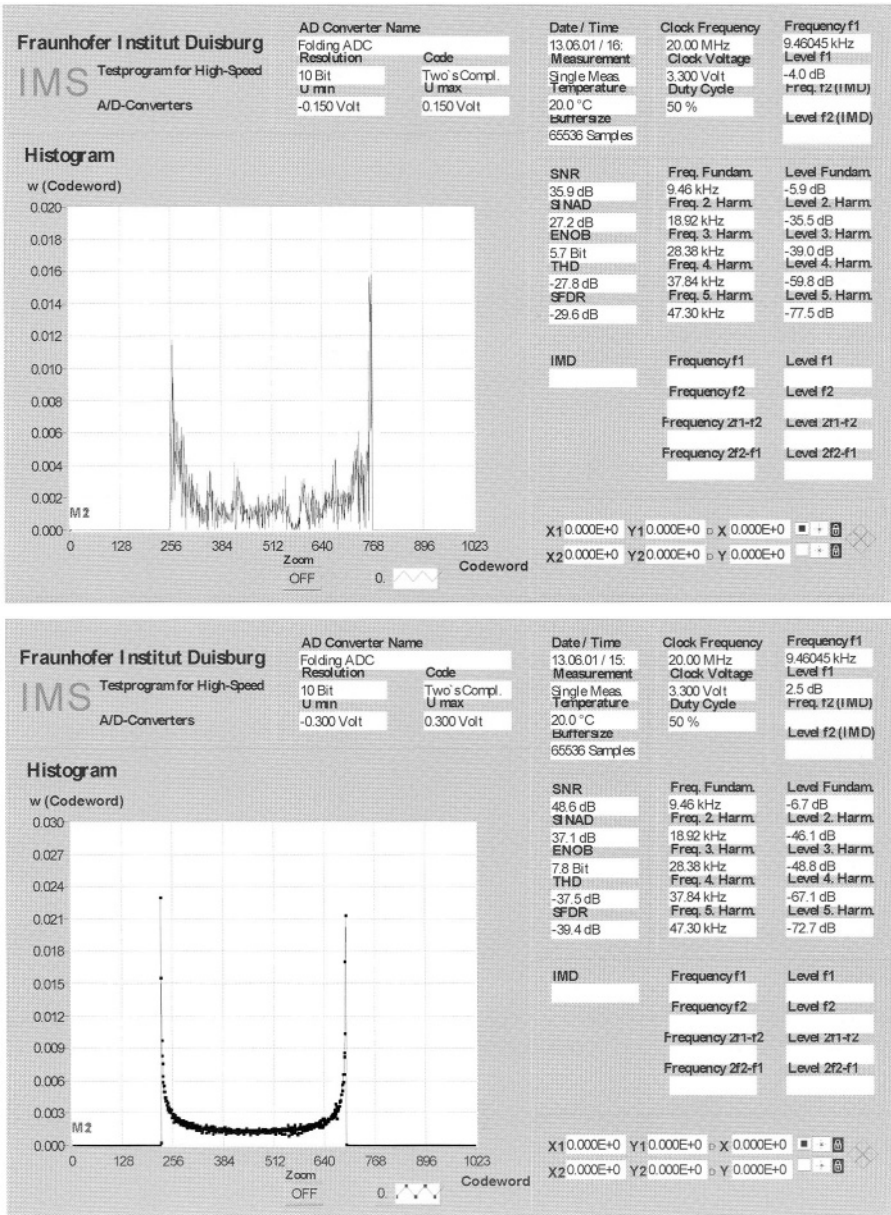 Fraunhofer Institut Duisburg
IMS
Testprogram for High-Speed
A/D-Converters
AD Converter Name
Folding ADC
Resolution Code
10 Bit Two`s Compl.
U min U max
-0.150 Volt 0.150 Volt
Date / Time Clock Frequency Frequency f1
13.06.01 / 16: 20.00 MHz 9.46045 kHz
Measurement Clock Voltage Level f1
Single Meas. 3.300 Volt -4.0 dB
Temperature Duty Cycle Freq. f2 (IMD)
20.0 °C 50 %
Buffersize Level f2 (IMD)
65536 Samples
Histogram
w (Codeword)
0.020
0.018
0.016
0.014
0.012
0.010
0.008
0.006
0.004
0.002
0.000
M2
0 128 256 384 512 640 768 896 1023
Zoom
OFF
0.
Codeword
SNR Freq. Fundam. Level Fundam.
35.9 dB 9.46 kHz -5.9 dB
SINAD Freq. 2. Harm. Level 2. Harm.
27.2 dB 18.92 kHz -35.5 dB
ENOB Freq. 3. Harm. Level 3. Harm.
5.7 Bit 28.38 kHz -39.0 dB
THD Freq. 4. Harm. Level 4. Harm.
-27.8 dB 37.84 kHz -59.8 dB
SFDR Freq. 5. Harm. Level 5. Harm.
-29.6 dB 47.30 kHz -77.5 dB
IMD Frequency f1 Level f1
Frequency f2 Level f2
Frequency 2f1-f2 Level 2f1-f2
Frequency 2f2-f1 Level 2f2-f1
X1 0.000E+0 Y1 0.000E+0 D X 0.000E+0
X2 0.000E+0 Y2 0.000E+0 D Y 0.000E+0
Fraunhofer Institut Duisburg
IMS
Testprogram for High-Speed
A/D-Converters
AD Converter Name
Folding ADC
Resolution Code
10 Bit Two`s Compl.
U min U max
-0.300 Volt 0.300 Volt
Date / Time Clock Frequency Frequency f1
13.06.01 / 15: 20.00 MHz 9.46045 kHz
Measurement Clock Voltage Level f1
Single Meas. 3.300 Volt 2.5 dB
Temperature Duty Cycle Freq. f2 (IMD)
20.0 °C 50 %
Buffersize Level f2 (IMD)
65536 Samples
Histogram
w (Codeword)
0.030
0.027
0.024
0.021
0.018
0.015
0.012
0.009
0.006
0.003
0.000
M2
0 128 256 384 512 640 768 896 1023
Zoom
OFF
0.
Codeword
SNR Freq. Fundam. Level Fundam.
48.6 dB 9.46 kHz -6.7 dB
SINAD Freq. 2. Harm. Level 2. Harm.
37.1 dB 18.92 kHz -46.1 dB
ENOB Freq. 3. Harm. Level 3. Harm.
7.8 Bit 28.38 kHz -48.8 dB
THD Freq. 4. Harm. Level 4. Harm.
-37.5 dB 37.84 kHz -67.1 dB
SFDR Freq. 5. Harm. Level 5. Harm.
-39.4 dB 47.30 kHz -72.7 dB
IMD Frequency f1 Level f1
Frequency f2 Level f2
Frequency 2f1-f2 Level 2f1-f2
Frequency 2f2-f1 Level 2f2-f1
X1 0.000E+0 Y1 0.000E+0 D X 0.000E+0
X2 0.000E+0 Y2 0.000E+0 D Y 0.000E+0